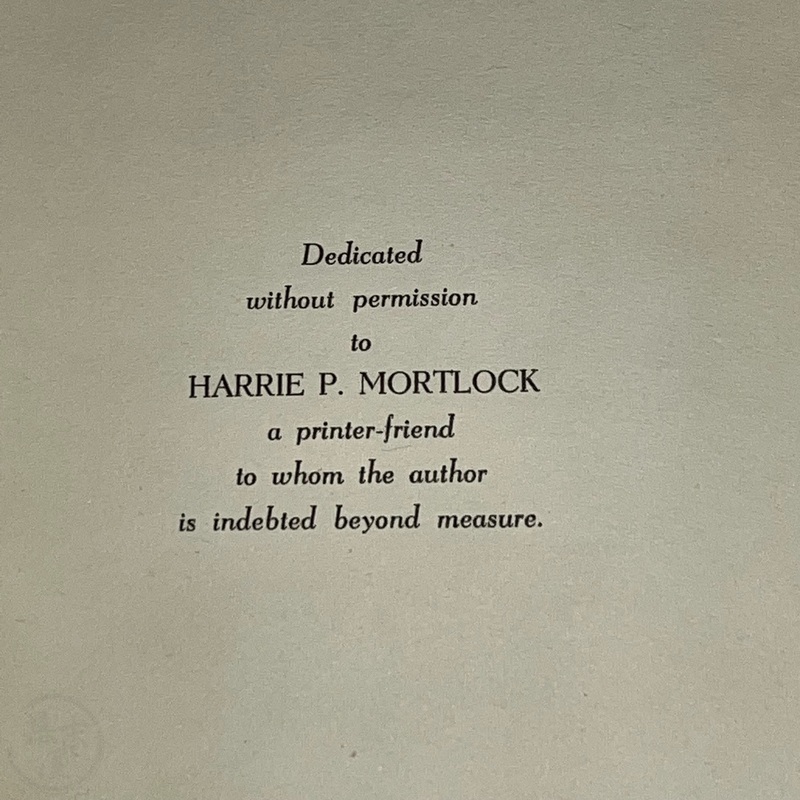 Dedicated
without permission
to
HARRIE P. MORTLOCK
a printer-friend
to whom the author
is indebted beyond measure.